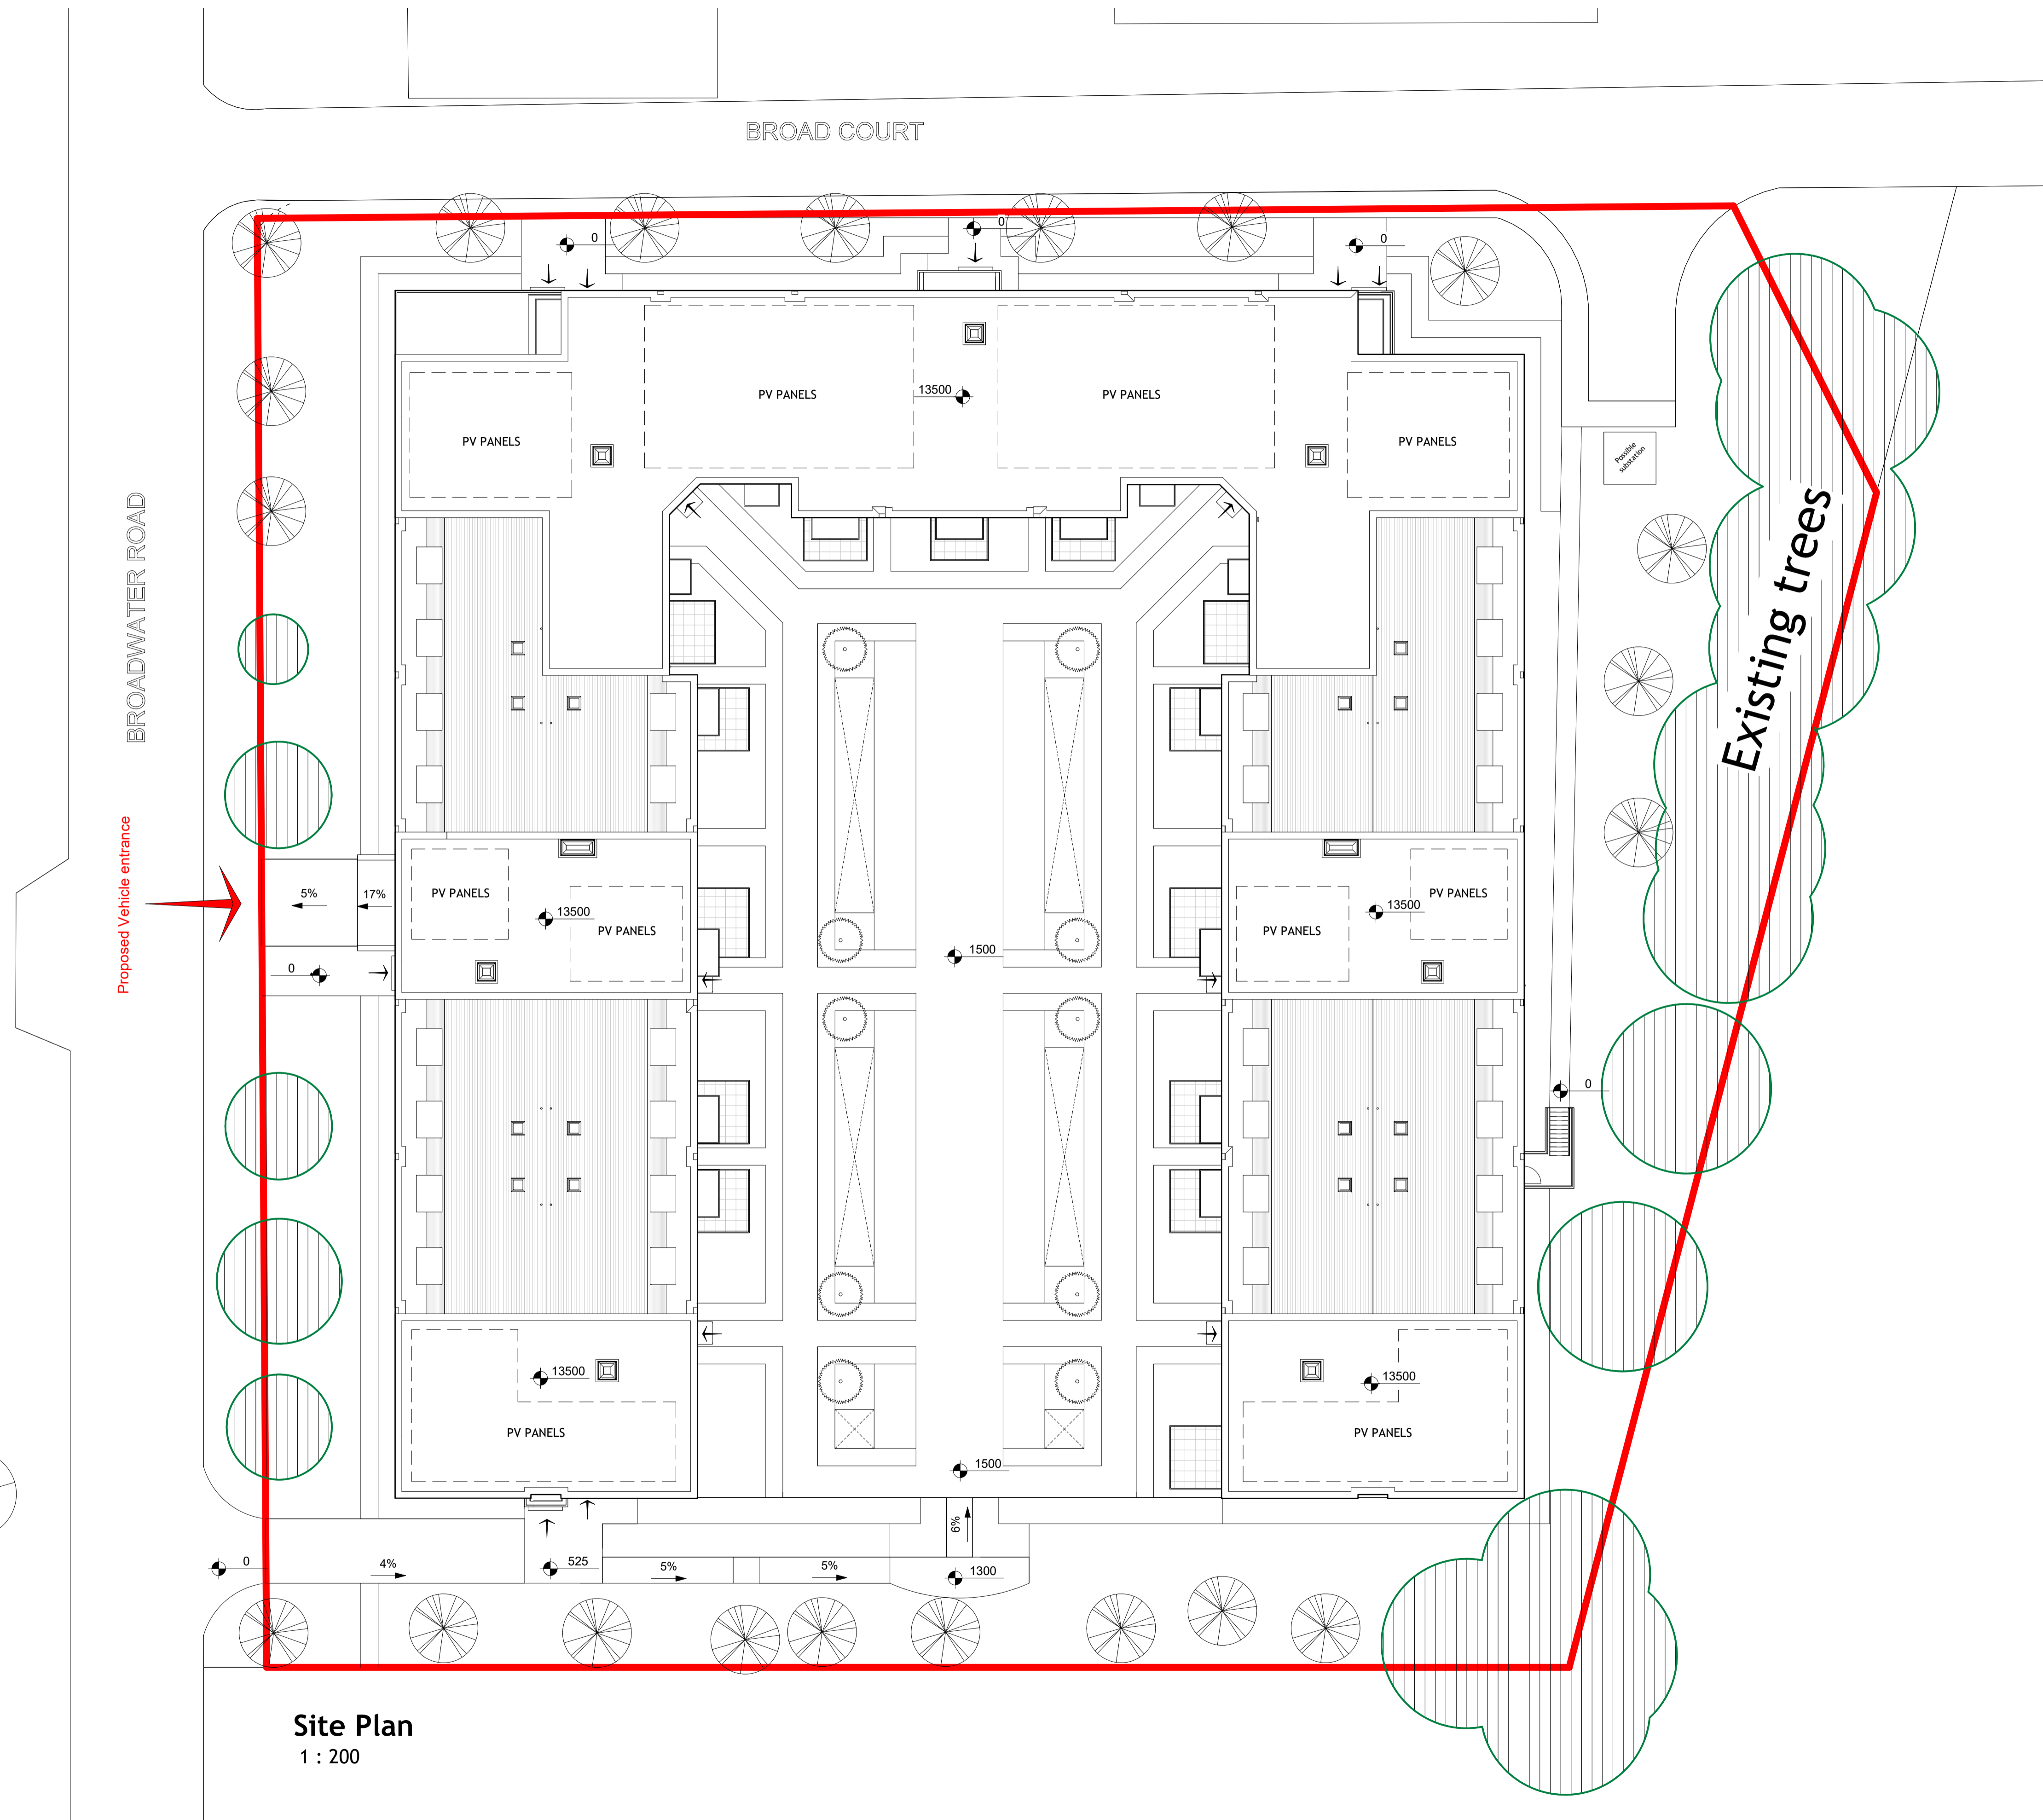 BROAD COURT
0
0
0
PV PANELS
PV PANELS
13500
PV PANELS
PV PANELS
Possible
substation
Existing trees
BROADWATER ROAD
Proposed Vehicle entrance
5%
17%
PV PANELS
13500
PV PANELS
0
1500
PV PANELS
13500
PV PANELS
0
13500
PV PANELS
13500
PV PANELS
1500
0
4%
525
5%
5%
6%
1300
Site Plan
1 : 200